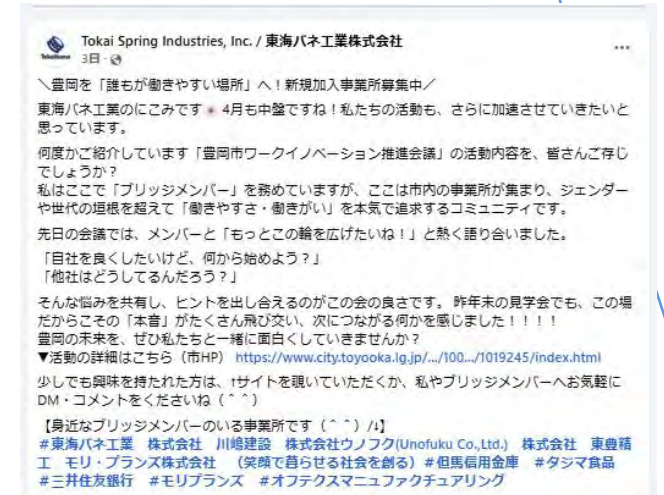 Tokai Spring Industries, Inc. / 東海バネ工業株式会社
3日
＼豊岡を「誰もが働きやすい場所」へ！新規加入事業所募集中／
東海バネ工業のにこみです 4月も中盤ですね！私たちの活動も、さらに加速させていきたいと
思っています。
何度かご紹介しています「豊岡市ワークイノベーション推進会議」の活動内容を、皆さんご存じ
でしょうか？
私はここで「ブリッジメンバー」を務めていますが、ここは市内の事業所が集まり、ジェンダー
や世代の垣根を超えて「働きやすさ・働きがい」を本気で追求するコミュニティです。
先日の会議では、メンバーと「もっとこの輪を広げたいね！」と熱く語り合いました。
「自社を良くしたいけど、何から始めよう？」
「他社はどうしてるんだろう？」
そんな悩みを共有し、ヒントを出し合えるのがこの会の良さです。 昨年末の見学会でも、この場
だからこその「本音」がたくさん飛び交い、次につながる何かを感じました！！！！
豊岡の未来を、ぜひ私たちと一緒に面白くしていきませんか？
▼活動の詳細はこちら（市HP） https://www.city.toyooka.lg.jp/.../100.../1019245/index.html
少しでも興味を持たれた方は、↑サイトを覗いていただくか、私やブリッジメンバーへお気軽に
DM・コメントをくださいね（＾＾）
【身近なブリッジメンバーのいる事業所です（＾＾）/↓】
#東海バネ工業 株式会社 川嶋建設 株式会社ウノフク(Unofuku Co.,Ltd.) 株式会社 東豊精
工 モリ・プランズ株式会社 （笑顔で暮らせる社会を創る）#但馬信用金庫 #タジマ食品
#三井住友銀行 #モリプランズ #オフテクスマニュファクチュアリング